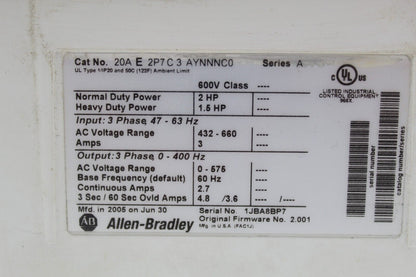 Cat No. 20A E 2P7 C 3 AYNNNC0 Series A
UL Type 1/IP20 and 50C (122F) Ambient Limit
600V Class ----
Normal Duty Power 2 HP ----
Heavy Duty Power 1.5 HP ----
Input: 3 Phase, 47 - 63 Hz
AC Voltage Range 432 - 660 ----
Amps 3 ----
Output: 3 Phase, 0 - 400 Hz
AC Voltage Range 0 - 575 ----
Base Frequency (default) 60 Hz ----
Continuous Amps 2.7 ----
3 Sec / 60 Sec Ovld Amps 4.8 / 3.6 ---- / ----
Mfd. in 2005 on Jun 30 Serial No. 1JBA8BP7
AB Allen-Bradley Original Firmware No. 2.001
Mfg. in U.S.A. (FAC1J)
C UL US
LISTED INDUSTRIAL
CONTROL EQUIPMENT
serial number
catalog number/series